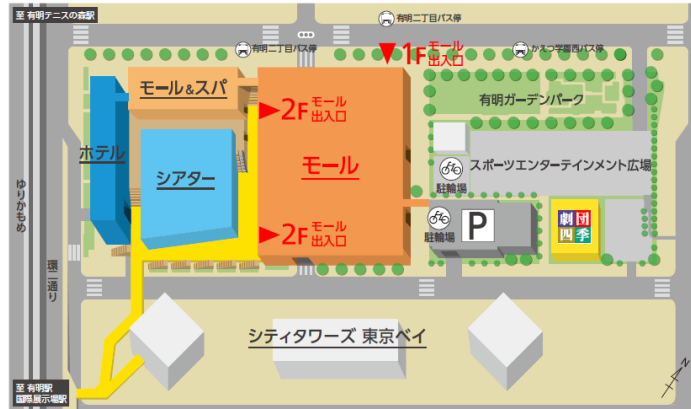 至 有明テニスの森駅
有明二丁目バス停
有明二丁目バス停
1F モール
出入口
かえつ学園西バス停
モール&スパ
2F モール
出入口
有明ガーデンパーク
ホテル
シアター
モール
スポーツエンターテインメント広場
駐輪場
ゆりかもめ
環二通り
2F モール
出入口
駐輪場
P
劇団
四季
シティタワーズ 東京ベイ
至 有明駅
国際展示場駅
N